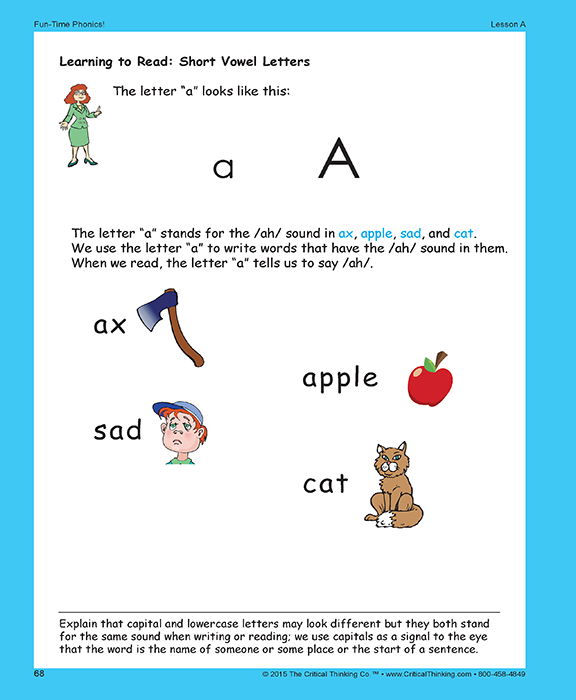 Fun-Time Phonics!
Lesson A
Learning to Read: Short Vowel Letters
The letter “a” looks like this:
a A
The letter “a” stands for the /ah/ sound in ax, apple, sad, and cat.
We use the letter “a” to write words that have the /ah/ sound in them.
When we read, the letter “a” tells us to say /ah/.
ax
apple
sad
cat
Explain that capital and lowercase letters may look different but they both stand
for the same sound when writing or reading; we use capitals as a signal to the eye
that the word is the name of someone or some place or the start of a sentence.
68
© 2015 The Critical Thinking Co.™ • www.CriticalThinking.com • 800-458-4849